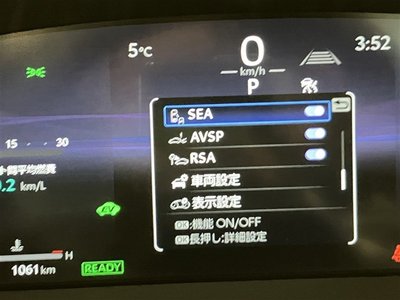 5℃
0
km/h
3:52
P
SEA
AVSP
RSA
車両設定
表示設定
OK:機能 ON/OFF
OK長押し:詳細設定
15 30
平均燃費
.2 km/L
EV
H
1061km
READY